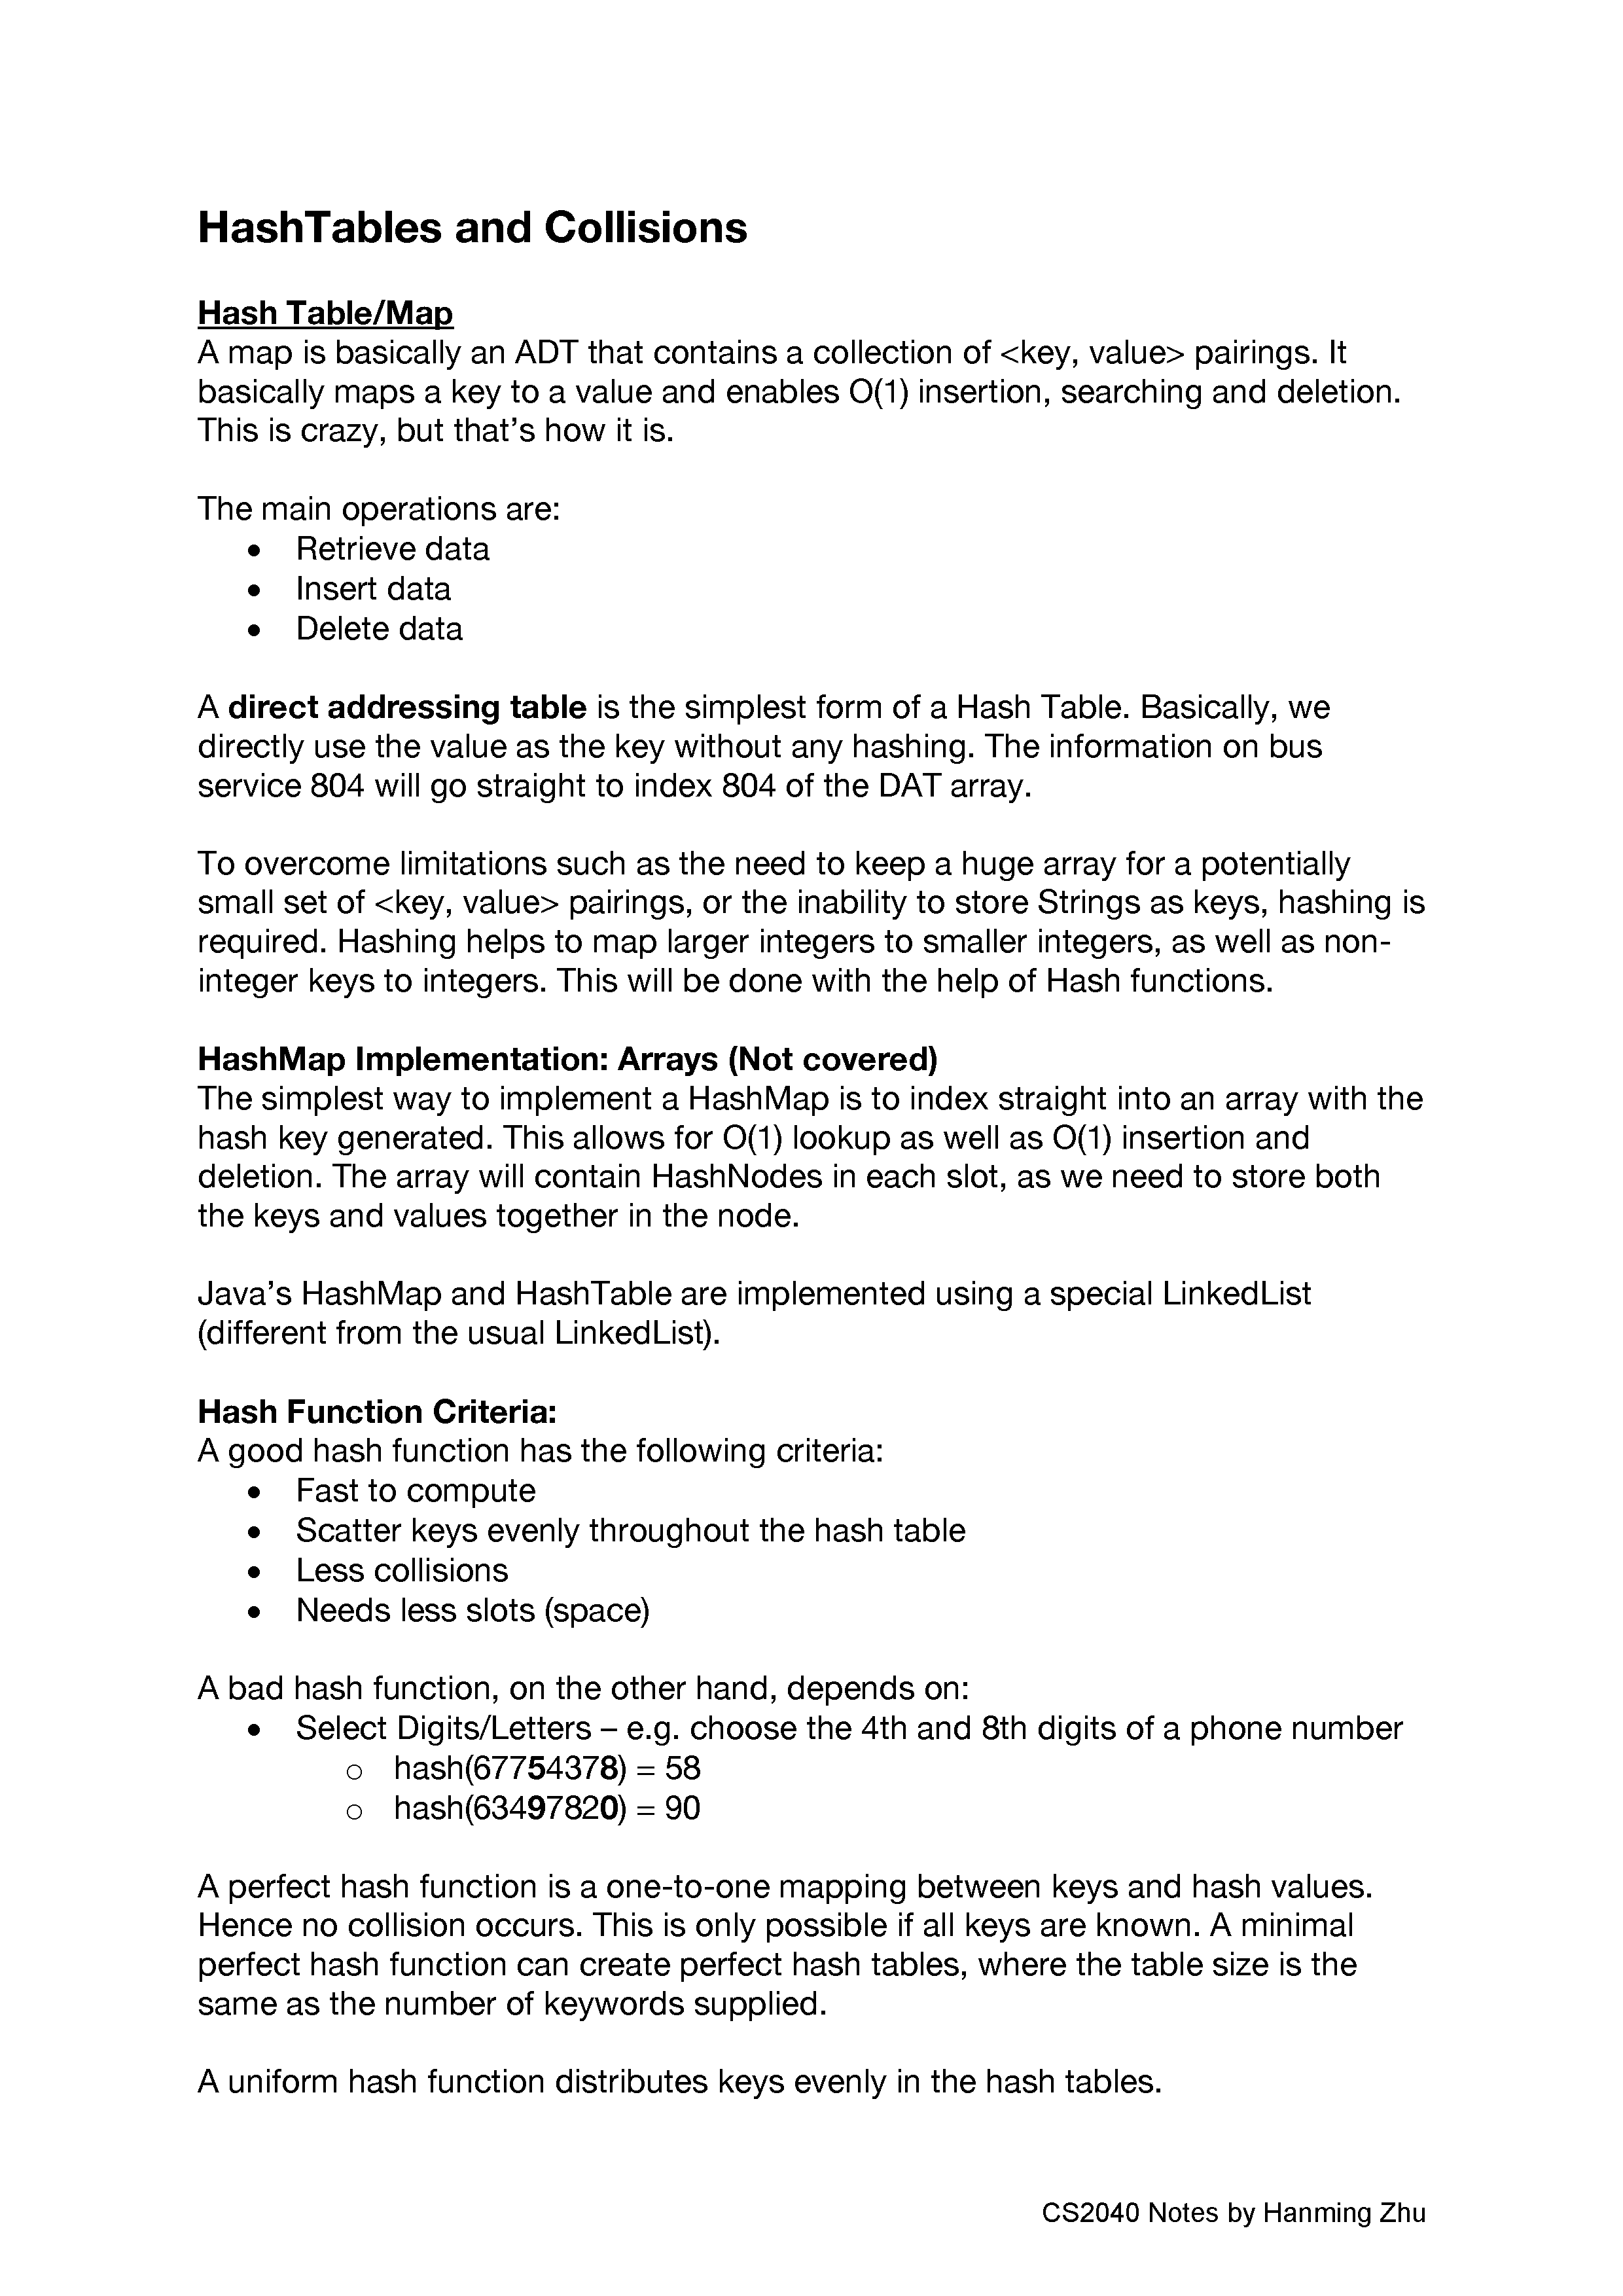 HashTables and Collisions
Hash Table/Map
A map is basically an ADT that contains a collection of <key, value> pairings. It
basically maps a key to a value and enables O(1) insertion, searching and deletion.
This is crazy, but that’s how it is.
The main operations are:
• Retrieve data
• Insert data
• Delete data
A direct addressing table is the simplest form of a Hash Table. Basically, we
directly use the value as the key without any hashing. The information on bus
service 804 will go straight to index 804 of the DAT array.
To overcome limitations such as the need to keep a huge array for a potentially
small set of <key, value> pairings, or the inability to store Strings as keys, hashing is
required. Hashing helps to map larger integers to smaller integers, as well as non-
integer keys to integers. This will be done with the help of Hash functions.
HashMap Implementation: Arrays (Not covered)
The simplest way to implement a HashMap is to index straight into an array with the
hash key generated. This allows for O(1) lookup as well as O(1) insertion and
deletion. The array will contain HashNodes in each slot, as we need to store both
the keys and values together in the node.
Java’s HashMap and HashTable are implemented using a special LinkedList
(different from the usual LinkedList).
Hash Function Criteria:
A good hash function has the following criteria:
• Fast to compute
• Scatter keys evenly throughout the hash table
• Less collisions
• Needs less slots (space)
A bad hash function, on the other hand, depends on:
• Select Digits/Letters – e.g. choose the 4th and 8th digits of a phone number
o hash(67754378) = 58
o hash(63497820) = 90
A perfect hash function is a one-to-one mapping between keys and hash values.
Hence no collision occurs. This is only possible if all keys are known. A minimal
perfect hash function can create perfect hash tables, where the table size is the
same as the number of keywords supplied.
A uniform hash function distributes keys evenly in the hash tables.
CS2040 Notes by Hanming Zhu